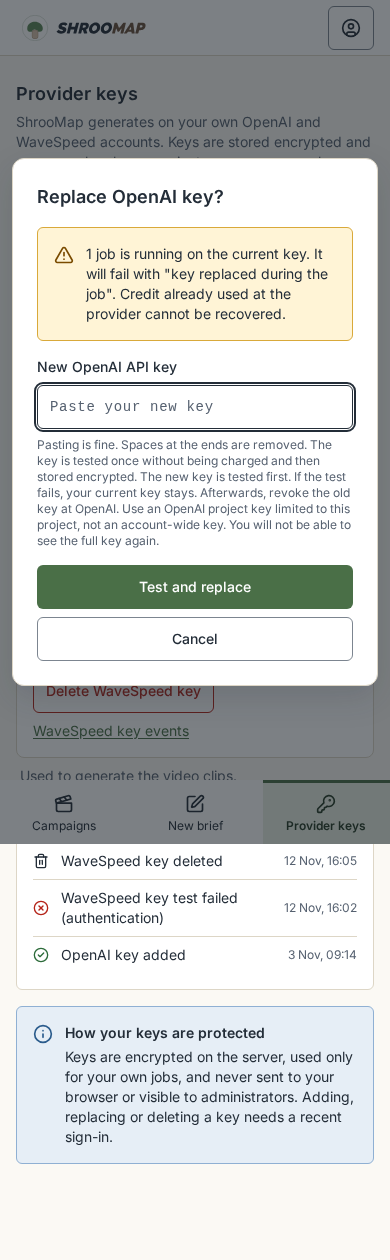 SHROOMAP
Provider keys
ShrooMap generates on your own OpenAI and
WaveSpeed accounts. Keys are stored encrypted and
Replace OpenAI key?
1 job is running on the current key. It
will fail with "key replaced during the
job". Credit already used at the
provider cannot be recovered.
New OpenAI API key
Paste your new key
Pasting is fine. Spaces at the ends are removed. The
key is tested once without being charged and then
stored encrypted. The new key is tested first. If the test
fails, your current key stays. Afterwards, revoke the old
key at OpenAI. Use an OpenAI project key limited to this
project, not an account-wide key. You will not be able to
see the full key again.
Test and replace
Cancel
Delete WaveSpeed key
WaveSpeed key events
Used to generate the video clips.
Campaigns
New brief
Provider keys
WaveSpeed key deleted 12 Nov, 16:05
WaveSpeed key test failed
(authentication) 12 Nov, 16:02
OpenAI key added 3 Nov, 09:14
How your keys are protected
Keys are encrypted on the server, used only
for your own jobs, and never sent to your
browser or visible to administrators. Adding,
replacing or deleting a key needs a recent
sign-in.